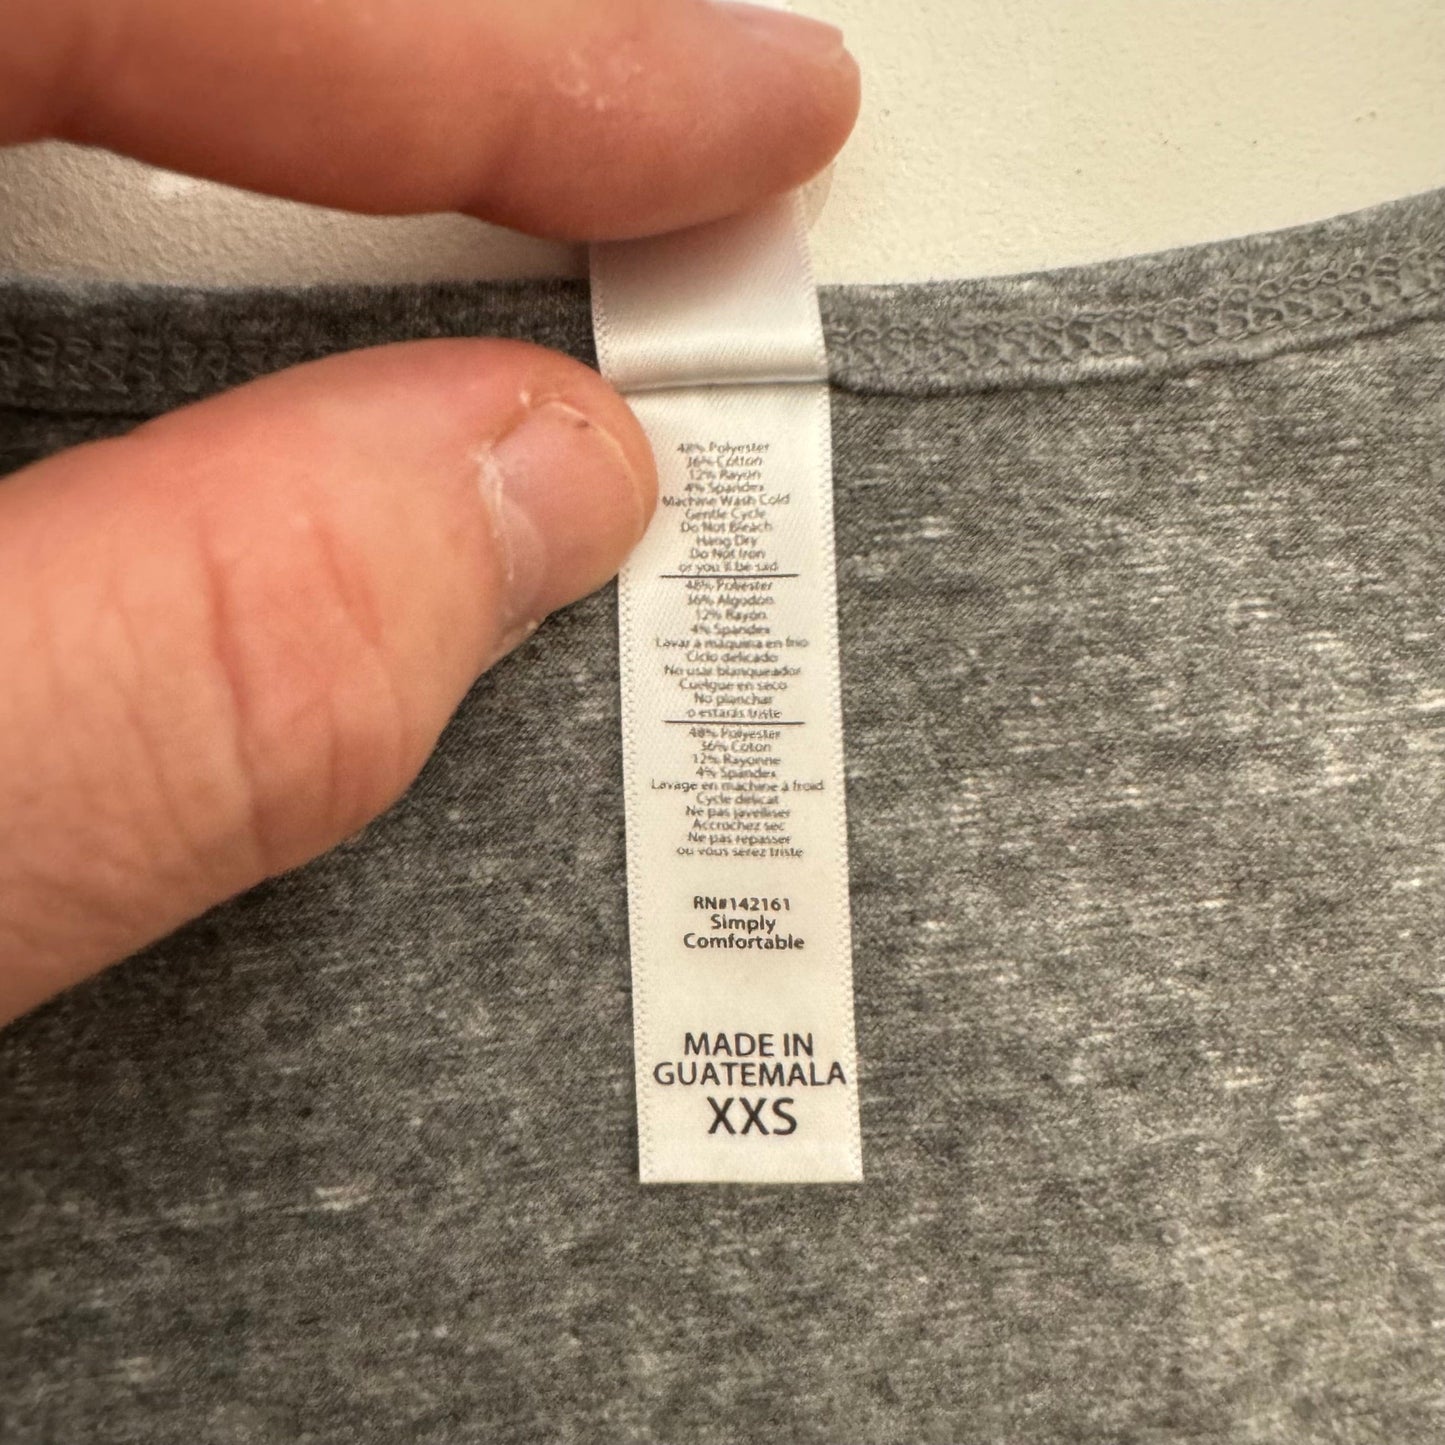 48% Polyester
36% Cotton
12% Rayon
4% Spandex
Machine Wash Cold
Gentle Cycle
Do Not Bleach
Hang Dry
Do Not Iron
or you'll be sad
48% Poliester
36% Algodon
12% Rayon
4% Spandex
Lavar a maquina en frio
Ciclo delicado
No usar blanqueador
Cuelgue en seco
No planchar
o estarás triste
48% Polyester
36% Coton
12% Rayonne
4% Spandex
Lavage en machine à froid
Cycle délicat
Ne pas javelliser
Accrochez sec
Ne pas repasser
ou vous serez triste
RN#142161
Simply
Comfortable
MADE IN
GUATEMALA
XXS